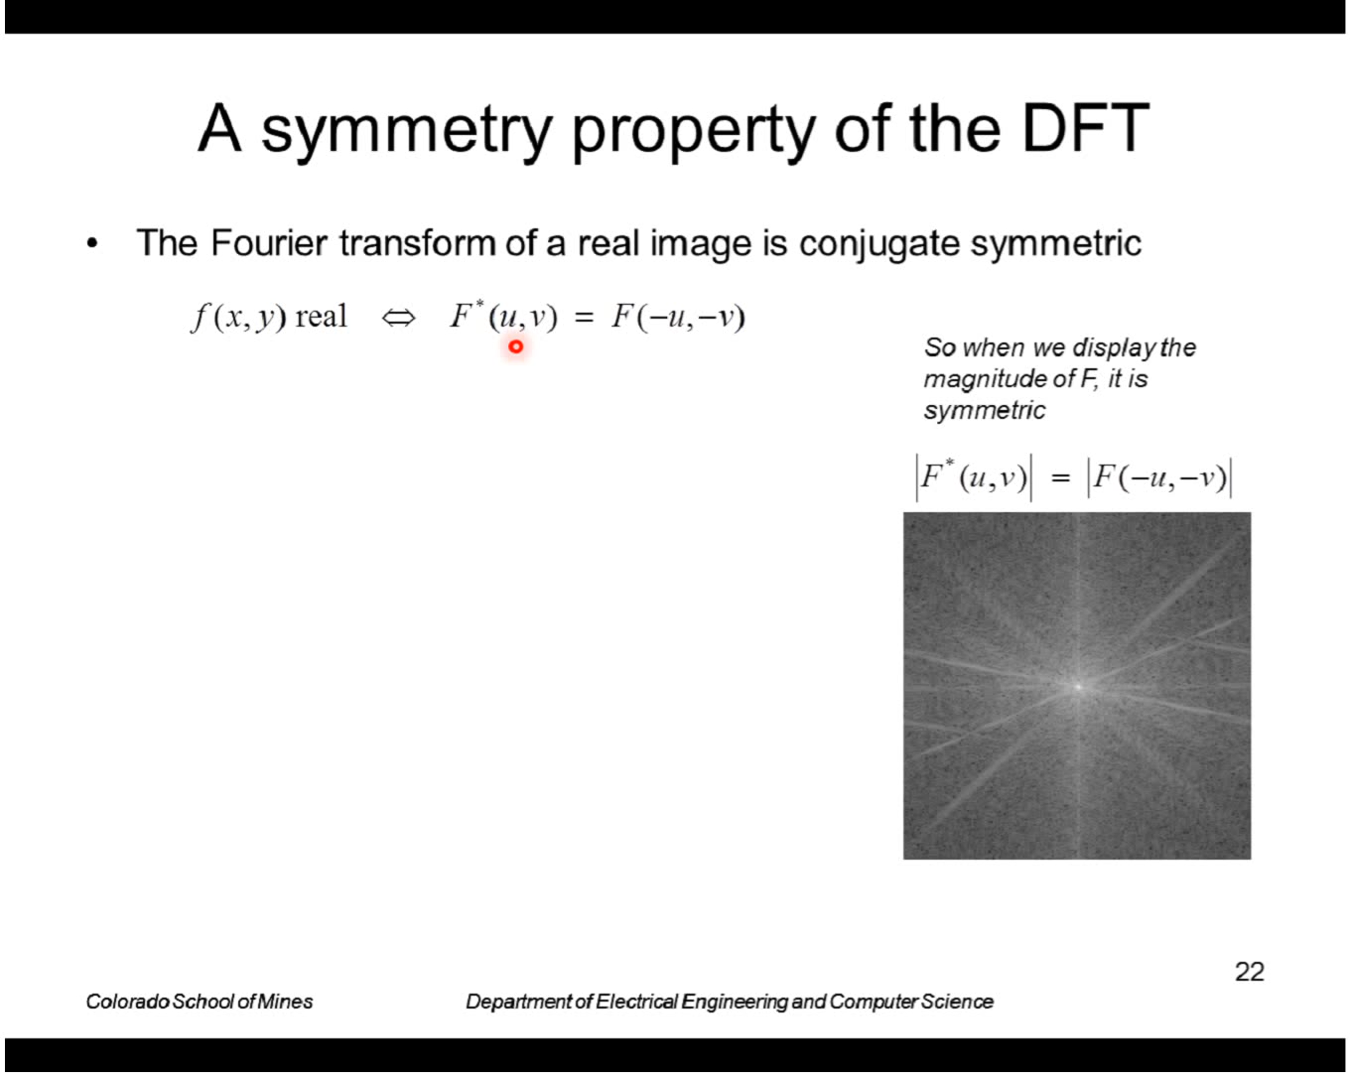 A symmetry property of the DFT
• The Fourier transform of a real image is conjugate symmetric
f(x, y) real ⇔ F*(u,v) = F(−u,−v)
So when we display the
magnitude of F, it is
symmetric
|F*(u,v)| = |F(−u,−v)|
22
Colorado School of Mines Department of Electrical Engineering and Computer Science